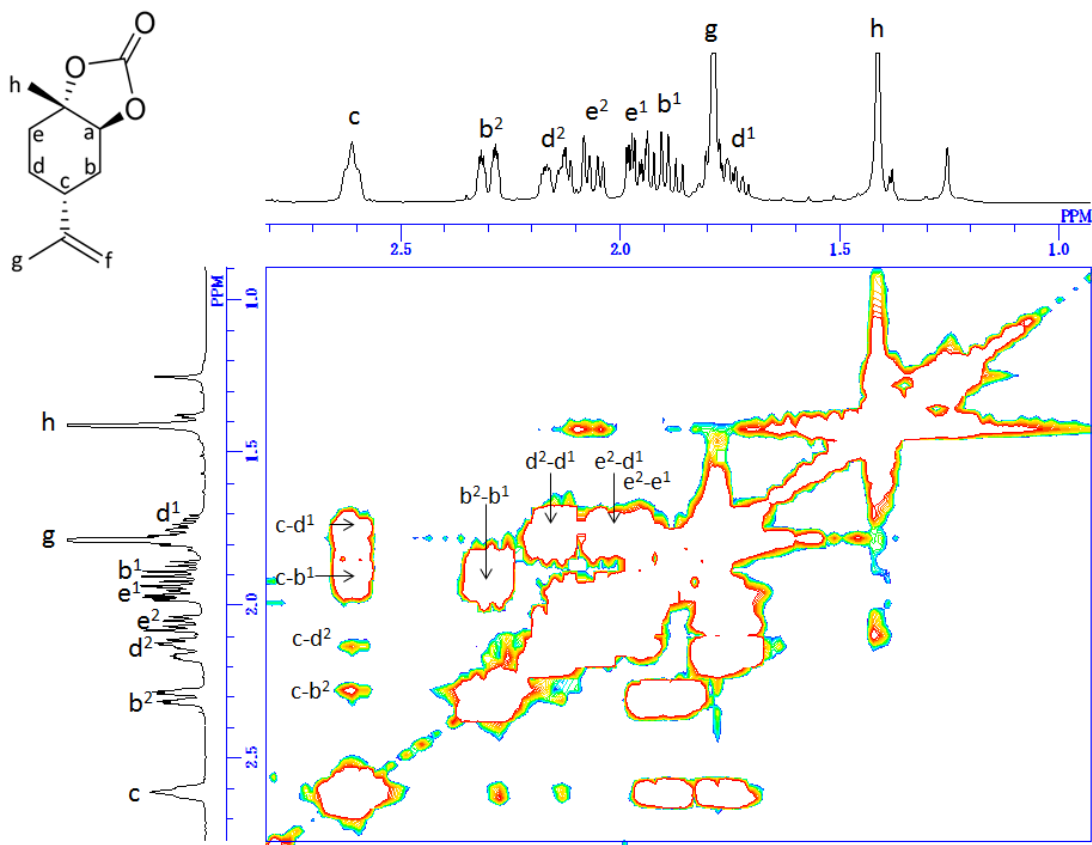 O
O
O
h
e
a
d
b
c
g
f
c
b²
d²
e²
e¹
b¹
g
d¹
h
PPM
2.5
2.0
1.5
1.0
PPM
1.0
1.5
2.0
2.5
h
d¹
g
b¹
e¹
e²
d²
b²
c
d²-d¹
e²-d¹
e²-e¹
b²-b¹
c-d¹
c-b¹
c-d²
c-b²